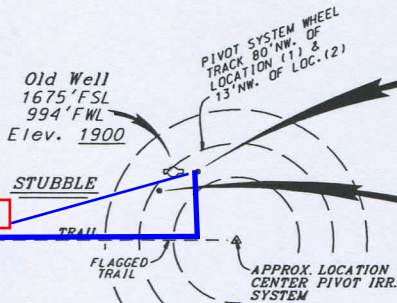 PIVOT SYSTEM WHEEL
TRACK 80'NW. OF
LOCATION (1) &
13'NW. OF LOC.(2)
Old Well
1675'FSL
994'FWL
Elev. 1900
STUBBLE
TRAIL
FLAGGED
TRAIL
APPROX. LOCATION
CENTER PIVOT IRR.
SYSTEM